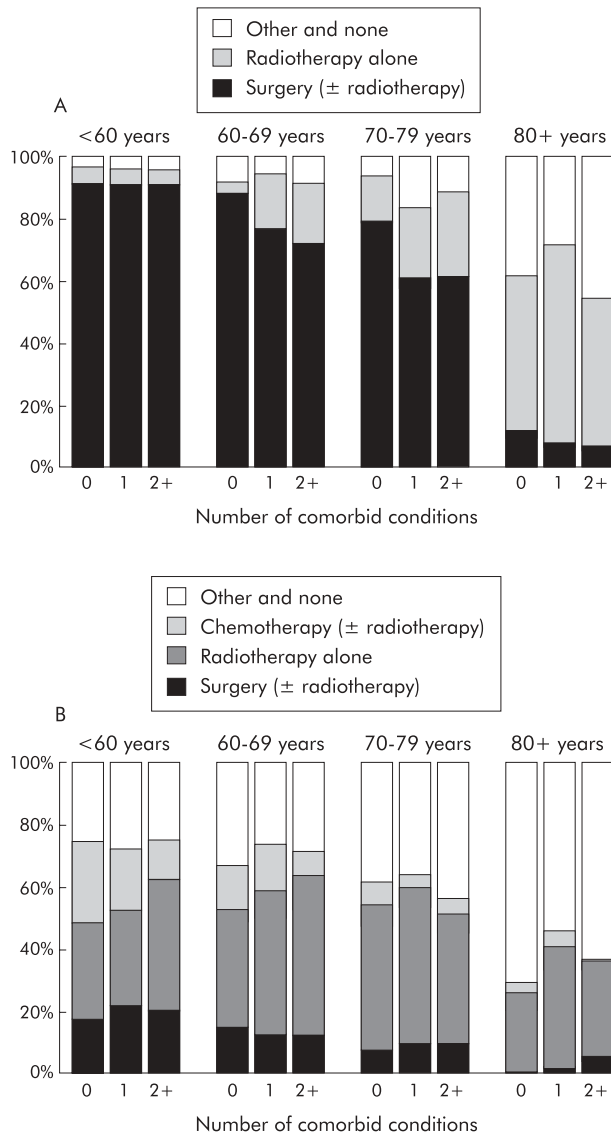 Other and none
Radiotherapy alone
Surgery (± radiotherapy)
A
<60 years 60-69 years 70-79 years 80+ years
100%
80%
60%
40%
20%
0%
0 1 2+ 0 1 2+ 0 1 2+ 0 1 2+
Number of comorbid conditions
Other and none
Chemotherapy (± radiotherapy)
Radiotherapy alone
Surgery (± radiotherapy)
B
<60 years 60-69 years 70-79 years 80+ years
100%
80%
60%
40%
20%
0%
0 1 2+ 0 1 2+ 0 1 2+ 0 1 2+
Number of comorbid conditions